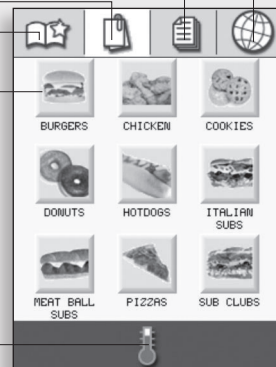 BURGERS
CHICKEN
COOKIES
DONUTS
HOTDOGS
ITALIAN
SUBS
MEAT BALL
SUBS
PIZZAS
SUB CLUBS